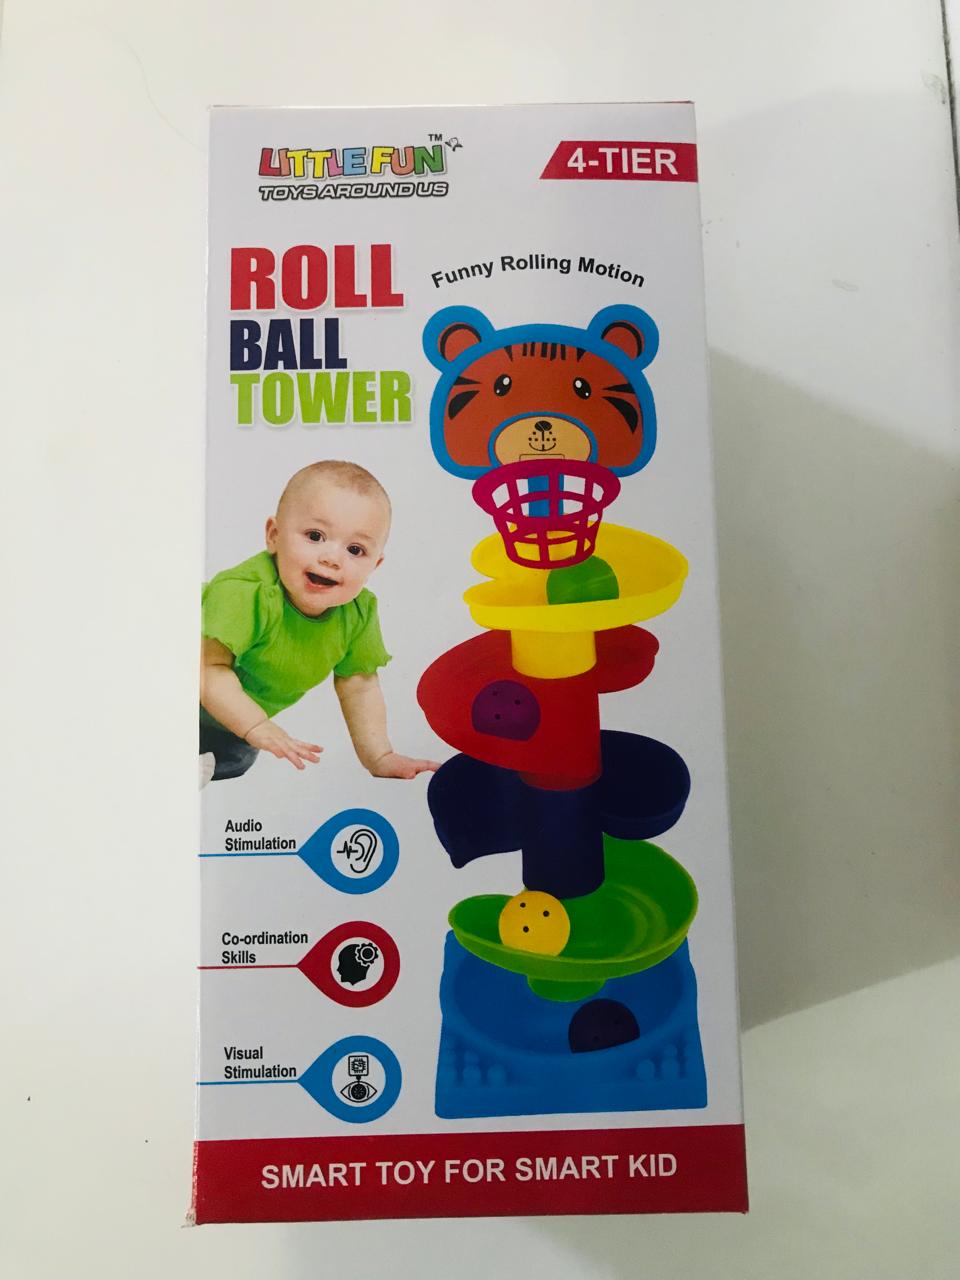 LITTLE FUN™
TOYS AROUND US
4-TIER
ROLL
BALL
TOWER
Funny Rolling Motion
Audio
Stimulation
Co-ordination
Skills
Visual
Stimulation
SMART TOY FOR SMART KID